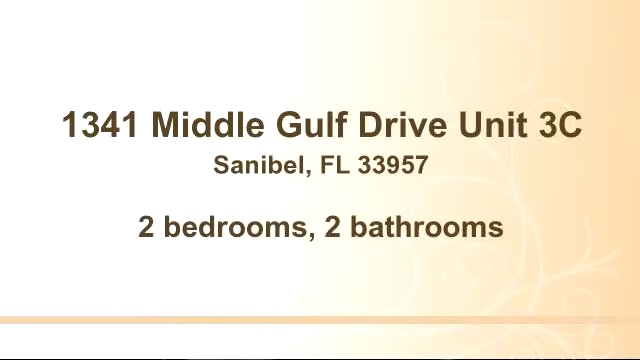 1341 Middle Gulf Drive Unit 3C
Sanibel, FL 33957
2 bedrooms, 2 bathrooms